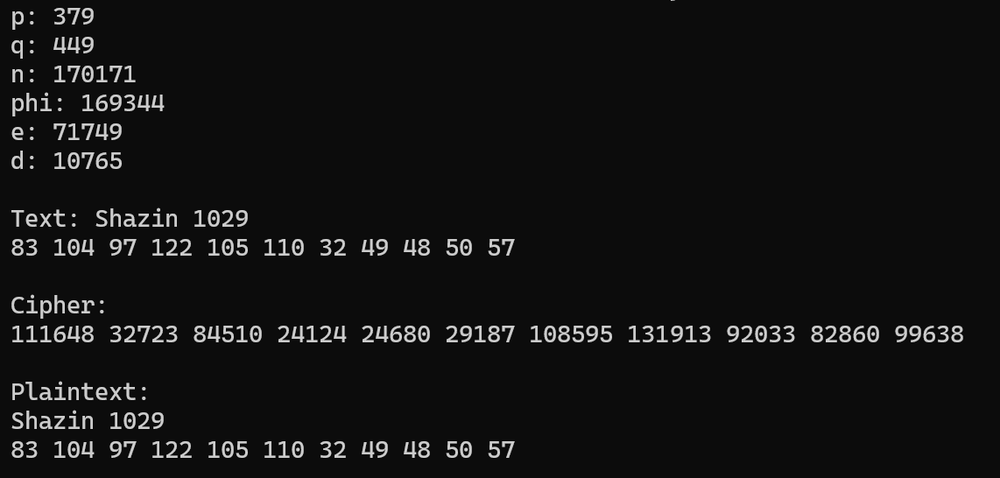 p: 379
q: 449
n: 170171
phi: 169344
e: 71749
d: 10765
Text: Shazin 1029
83 104 97 122 105 110 32 49 48 50 57
Cipher:
111648 32723 84510 24124 24680 29187 108595 131913 92033 82860 99638
Plaintext:
Shazin 1029
83 104 97 122 105 110 32 49 48 50 57